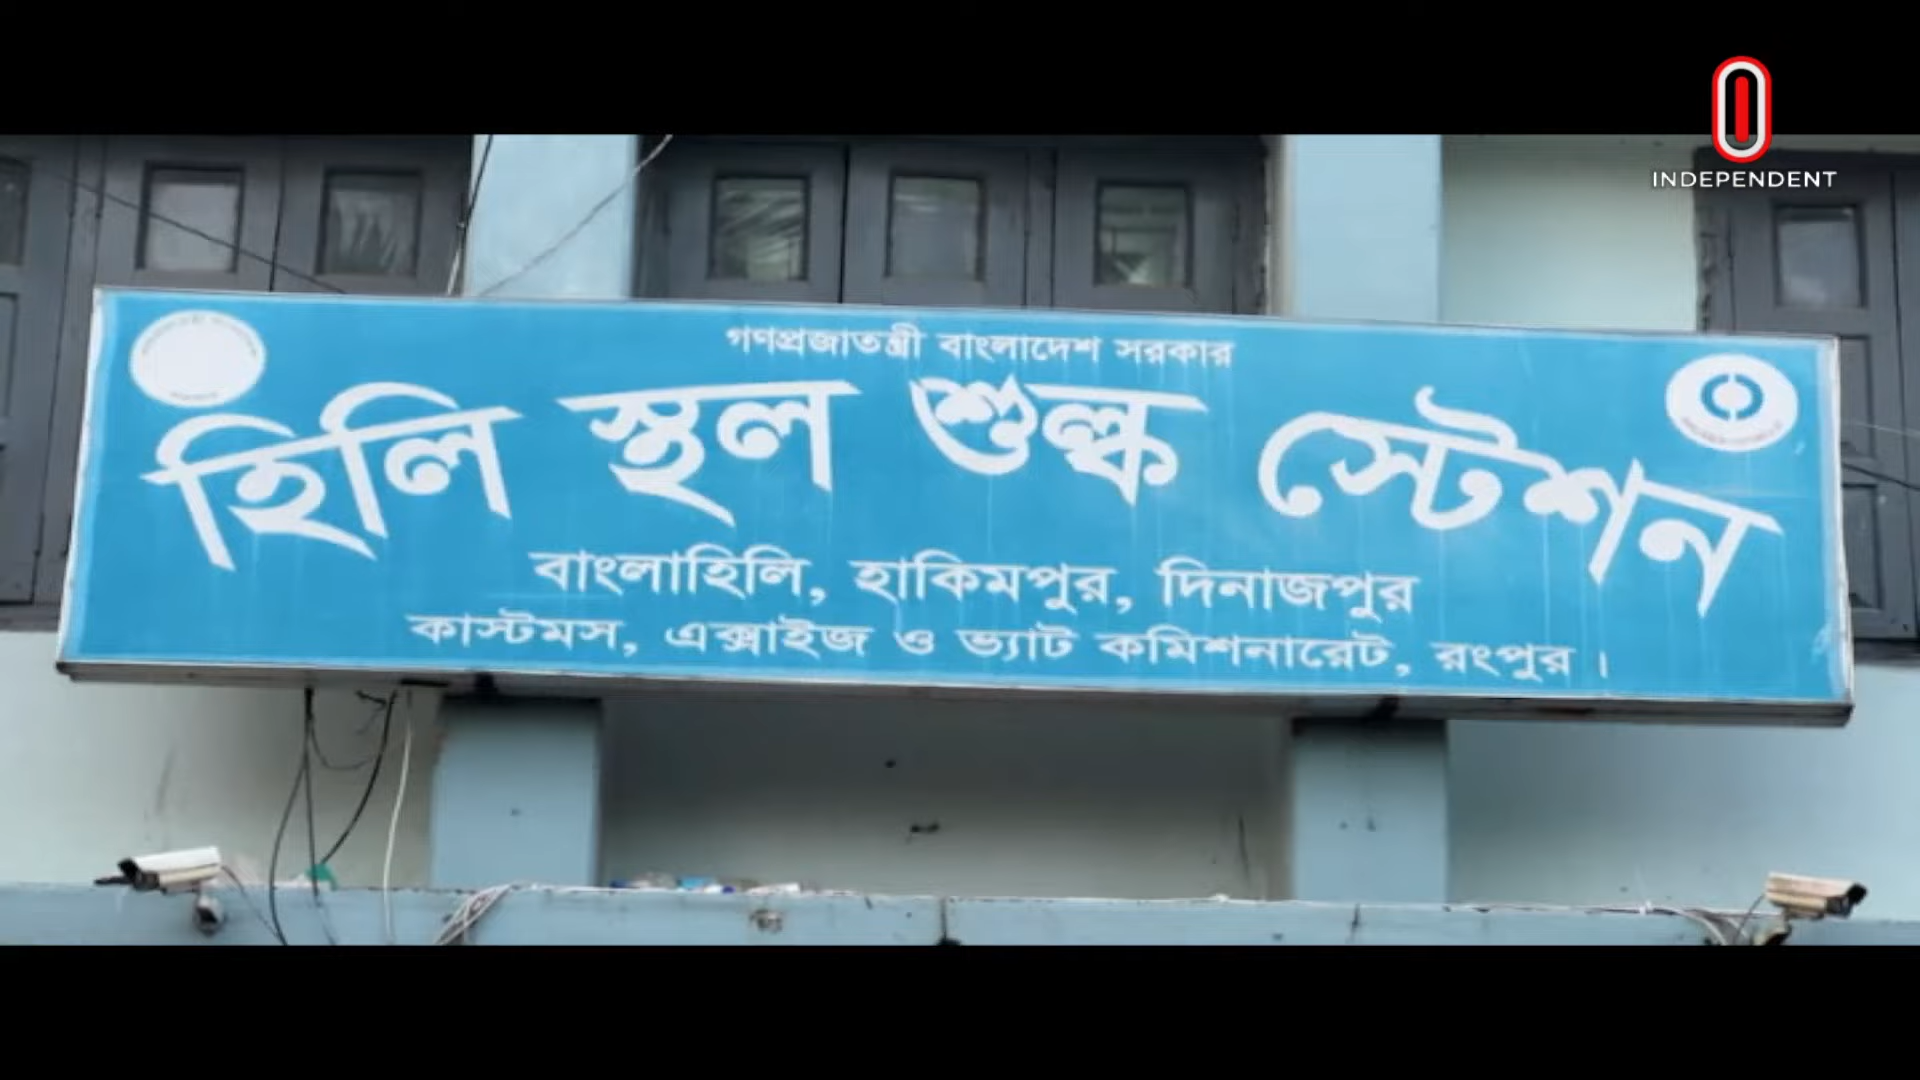 INDEPENDENT
গণপ্রজাতন্ত্রী বাংলাদেশ সরকার
হিলি স্থল শুল্ক স্টেশন
বাংলাহিলি, হাকিমপুর, দিনাজপুর
কাস্টমস, এক্সাইজ ও ভ্যাট কমিশনারেট, রংপুর।